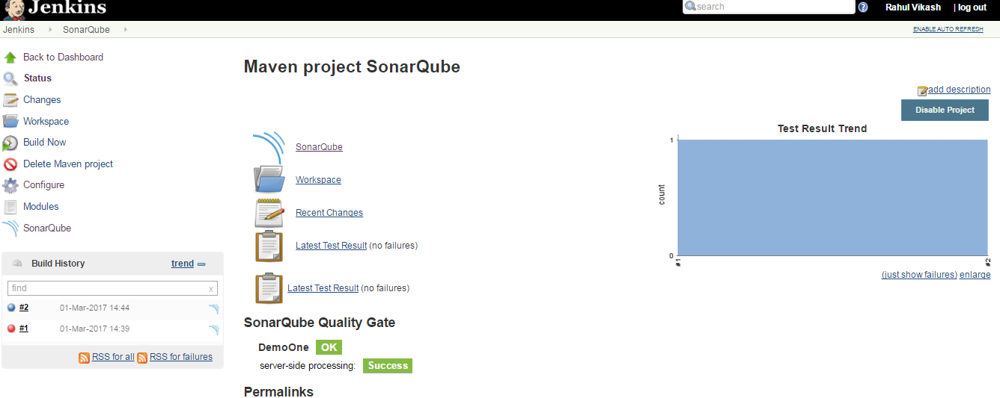 Jenkins
search
Rahul Vikash
| log out
Jenkins
SonarQube
ENABLE AUTO REFRESH
Back to Dashboard
Status
Changes
Workspace
Build Now
Delete Maven project
Configure
Modules
SonarQube
Build History
trend
find
x
#2
01-Mar-2017 14:44
#1
01-Mar-2017 14:39
RSS for all
RSS for failures
Maven project SonarQube
add description
Disable Project
SonarQube
Workspace
Recent Changes
Latest Test Result (no failures)
Latest Test Result (no failures)
Test Result Trend
1
count
0
#1
#2
(just show failures) enlarge
SonarQube Quality Gate
DemoOne OK
server-side processing: Success
Permalinks